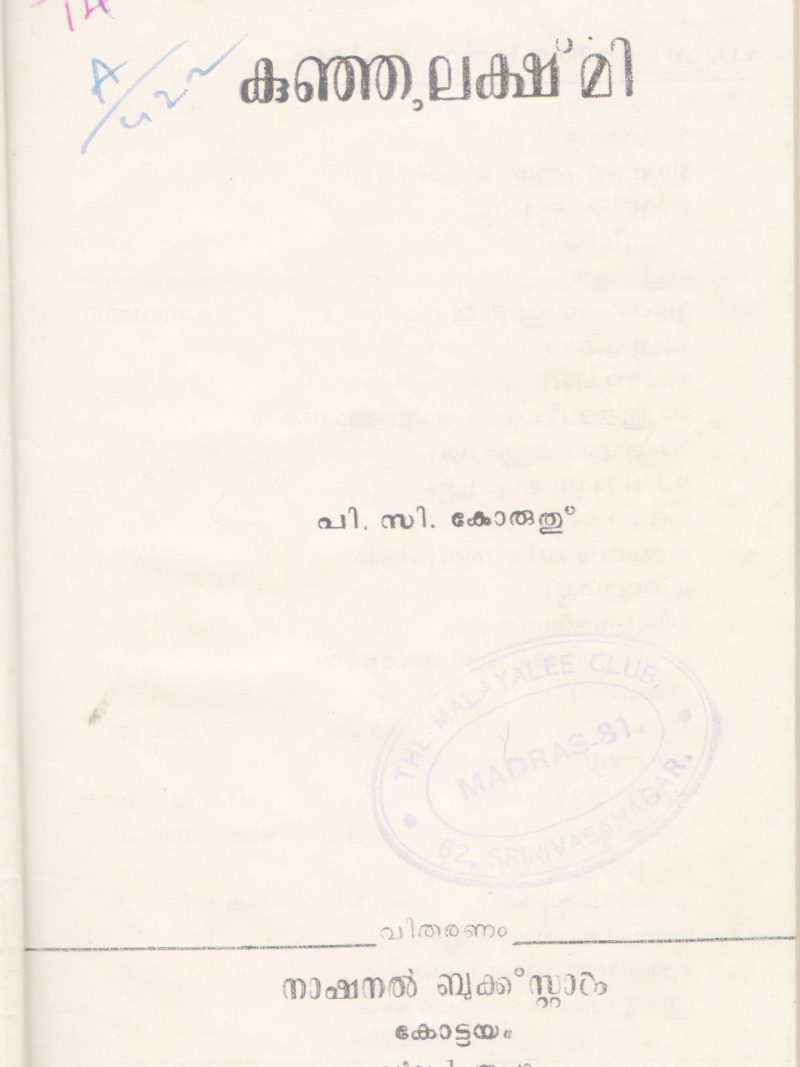 14
A/422
കുഞ്ഞുലക്ഷ്മി
പി. സി. കോരുതു്
THE MALAYALEE CLUB,
MADRAS-31.
62, SRINIVASANAGAR.
വിതരണം
നാഷനൽ ബുക്ക്സ്റ്റാൾ
കോട്ടയം